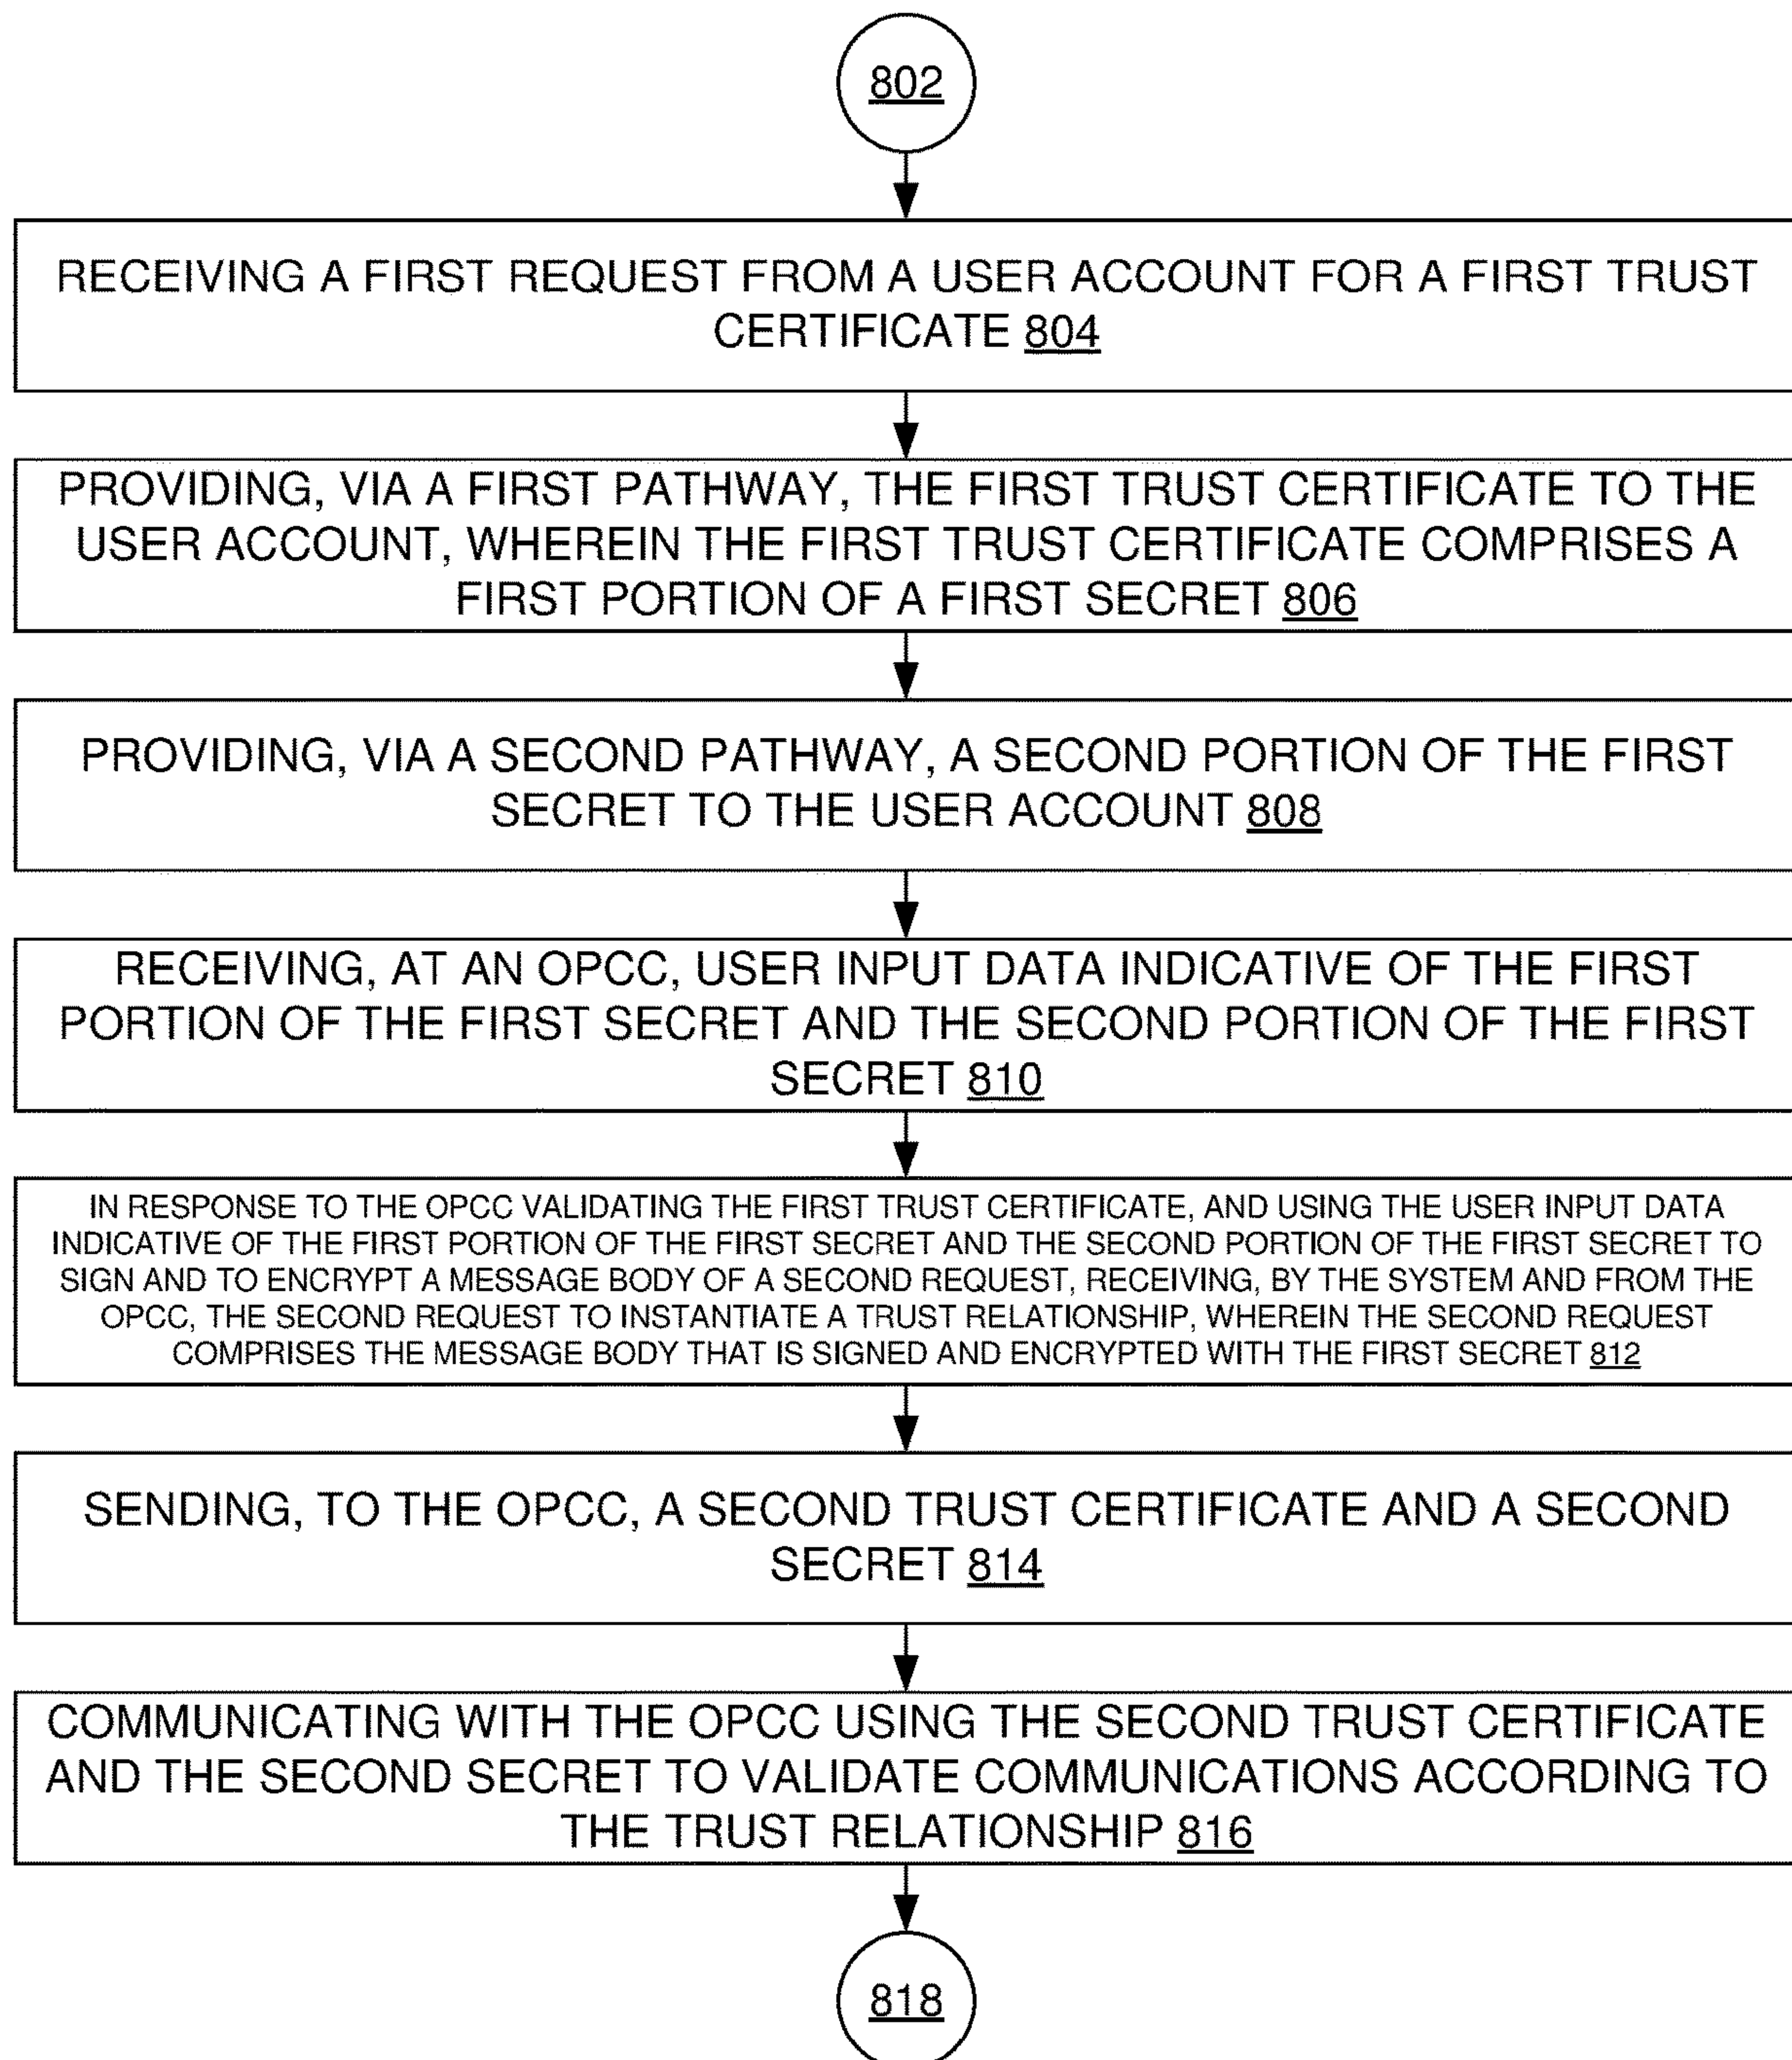 802
RECEIVING A FIRST REQUEST FROM A USER ACCOUNT FOR A FIRST TRUST
CERTIFICATE 804
PROVIDING, VIA A FIRST PATHWAY, THE FIRST TRUST CERTIFICATE TO THE
USER ACCOUNT, WHEREIN THE FIRST TRUST CERTIFICATE COMPRISES A
FIRST PORTION OF A FIRST SECRET 806
PROVIDING, VIA A SECOND PATHWAY, A SECOND PORTION OF THE FIRST
SECRET TO THE USER ACCOUNT 808
RECEIVING, AT AN OPCC, USER INPUT DATA INDICATIVE OF THE FIRST
PORTION OF THE FIRST SECRET AND THE SECOND PORTION OF THE FIRST
SECRET 810
IN RESPONSE TO THE OPCC VALIDATING THE FIRST TRUST CERTIFICATE, AND USING THE USER INPUT DATA
INDICATIVE OF THE FIRST PORTION OF THE FIRST SECRET AND THE SECOND PORTION OF THE FIRST SECRET TO
SIGN AND TO ENCRYPT A MESSAGE BODY OF A SECOND REQUEST, RECEIVING, BY THE SYSTEM AND FROM THE
OPCC, THE SECOND REQUEST TO INSTANTIATE A TRUST RELATIONSHIP, WHEREIN THE SECOND REQUEST
COMPRISES THE MESSAGE BODY THAT IS SIGNED AND ENCRYPTED WITH THE FIRST SECRET 812
SENDING, TO THE OPCC, A SECOND TRUST CERTIFICATE AND A SECOND
SECRET 814
COMMUNICATING WITH THE OPCC USING THE SECOND TRUST CERTIFICATE
AND THE SECOND SECRET TO VALIDATE COMMUNICATIONS ACCORDING TO
THE TRUST RELATIONSHIP 816
818